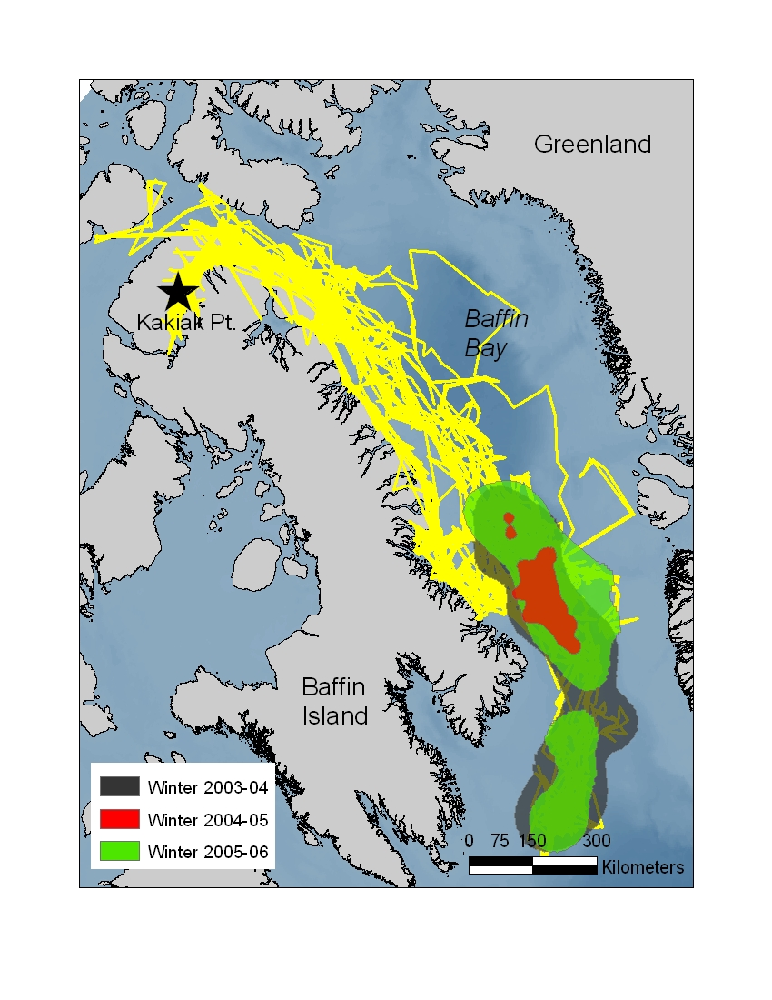 Greenland
Baffin
Bay
Kakiak Pt.
Baffin
Island
Winter 2003-04
Winter 2004-05
Winter 2005-06
0 75 150 300
Kilometers